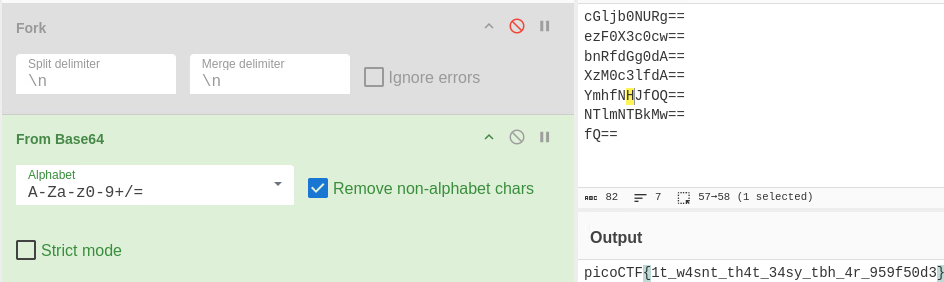 Fork
Split delimiter
\n
Merge delimiter
\n
Ignore errors
From Base64
Alphabet
A-Za-z0-9+/=
Remove non-alphabet chars
Strict mode
cGljb0NURg==
ezF0X3c0cw==
bnRfdGg0dA==
XzM0c3lfdA==
YmhfNHJfOQ==
NTlmNTBkMw==
fQ==
ʀʙᴄ 82 7 57→58 (1 selected)
Output
picoCTF{1t_w4snt_th4t_34sy_tbh_4r_959f50d3}